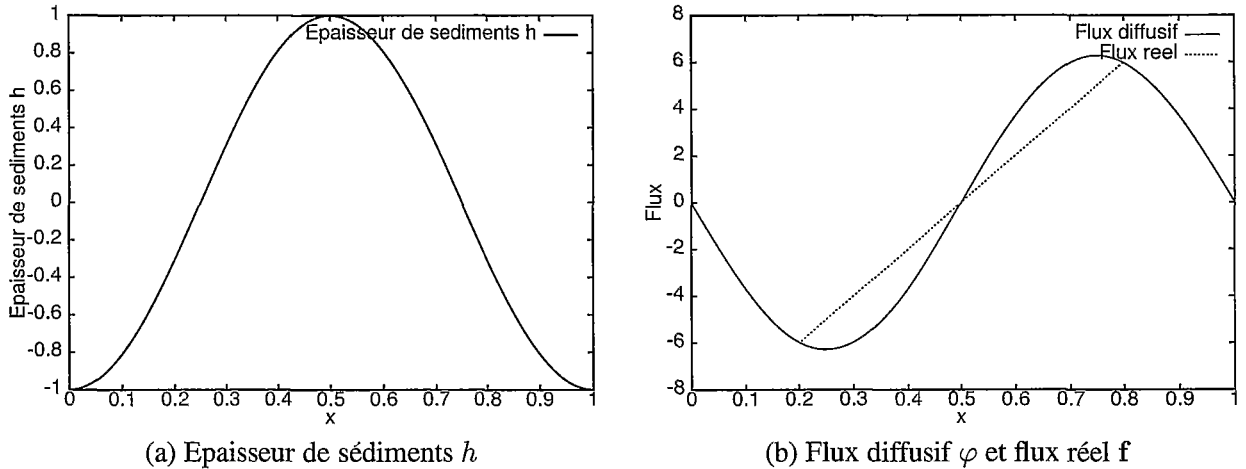 Epaisseur de sediments h
1
0.8
0.6
0.4
0.2
0
-0.2
-0.4
-0.6
-0.8
-1
Epaisseur de sediments h
0 0.1 0.2 0.3 0.4 0.5 0.6 0.7 0.8 0.9 1
x
(a) Epaisseur de sédiments h
Flux
8
6
4
2
0
-2
-4
-6
-8
Flux diffusif
Flux reel
0 0.1 0.2 0.3 0.4 0.5 0.6 0.7 0.8 0.9 1
x
(b) Flux diffusif φ et flux réel f